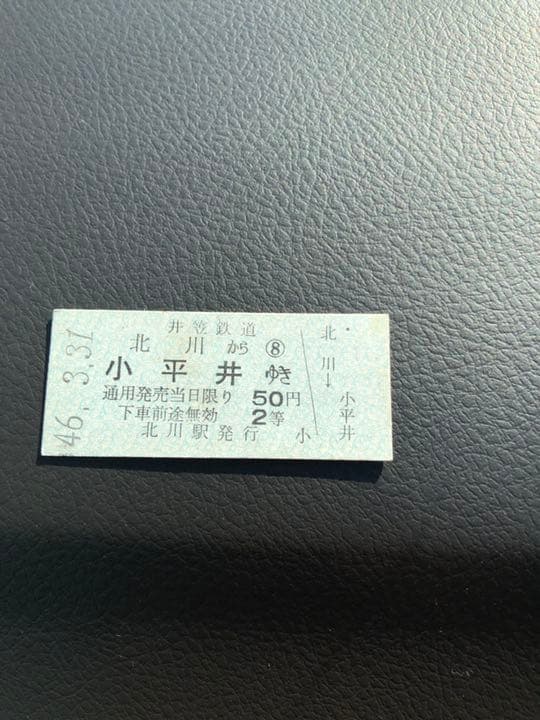 46. 3.31
井笠鉄道
北川から⑧
小平井ゆき
通用発売当日限り 50円
下車前途無効 2等
北川駅発行 小
北川→小平井